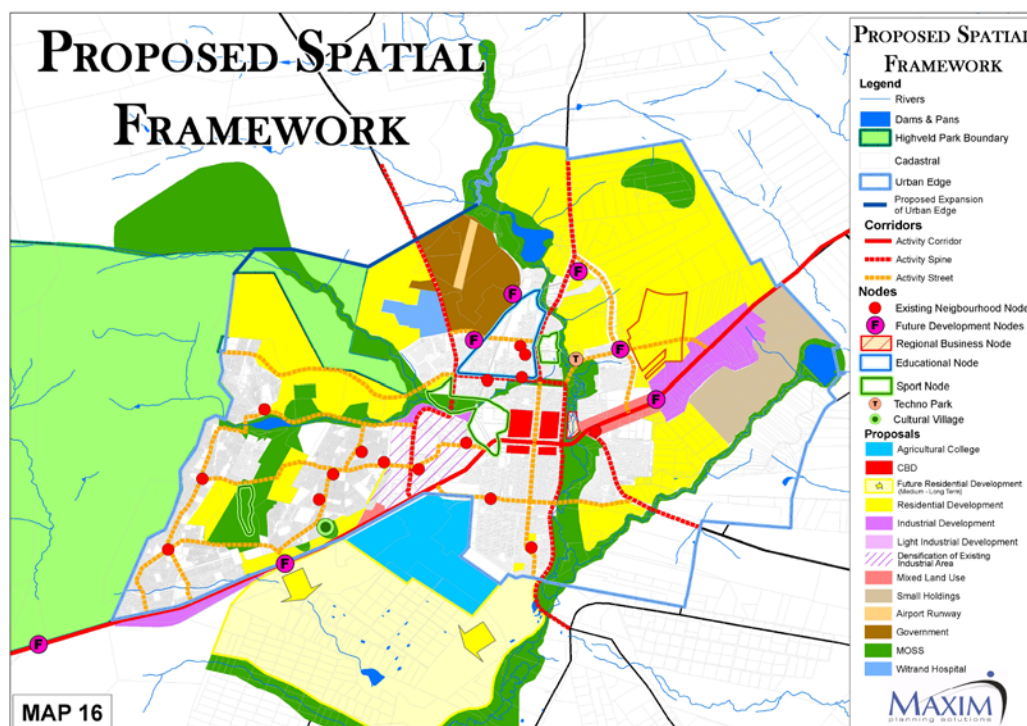 PROPOSED SPATIAL
FRAMEWORK
MAP 16
F
F
F
F
F
F
F
T
PROPOSED SPATIAL
FRAMEWORK
Legend
Rivers
Dams & Pans
Highveld Park Boundary
Cadastral
Urban Edge
Proposed Expansion
of Urban Edge
Corridors
Activity Corridor
Activity Spine
Activity Street
Nodes
Existing Neigbourhood Node
F Future Development Nodes
Regional Business Node
Educational Node
Sport Node
T Techno Park
Cultural Village
Proposals
Agricultural College
CBD
Future Residential Development
(Medium - Long Term)
Residential Development
Industrial Development
Light Industrial Development
Densification of Existing
Industrial Area
Mixed Land Use
Small Holdings
Airport Runway
Government
MOSS
Witrand Hospital
MAXIM
planning solutions